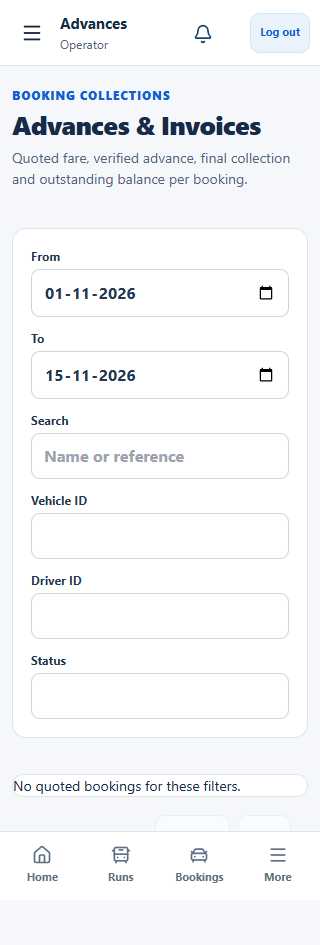 Advances
Operator
Log out
BOOKING COLLECTIONS
Advances & Invoices
Quoted fare, verified advance, final collection
and outstanding balance per booking.
From
01-11-2026
To
15-11-2026
Search
Name or reference
Vehicle ID
Driver ID
Status
No quoted bookings for these filters.
Home
Runs
Bookings
More